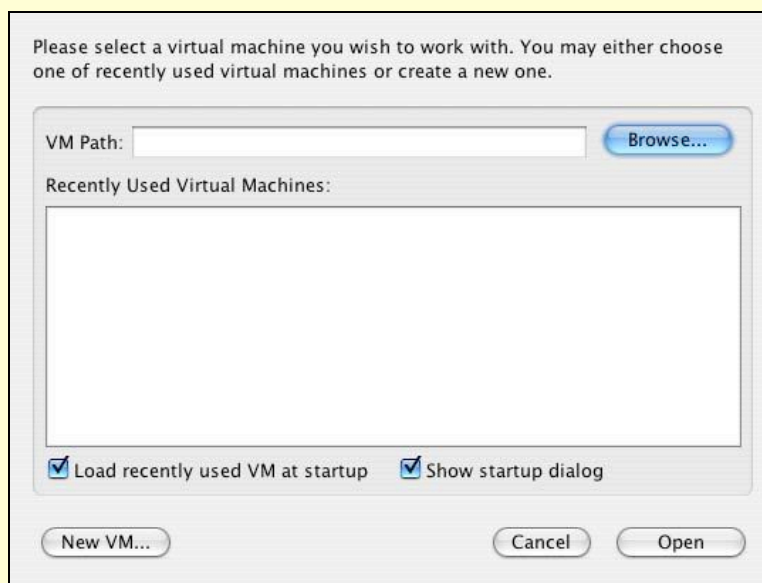 Please select a virtual machine you wish to work with. You may either choose
one of recently used virtual machines or create a new one.
VM Path:
Browse...
Recently Used Virtual Machines:
Load recently used VM at startup
Show startup dialog
New VM...
Cancel
Open